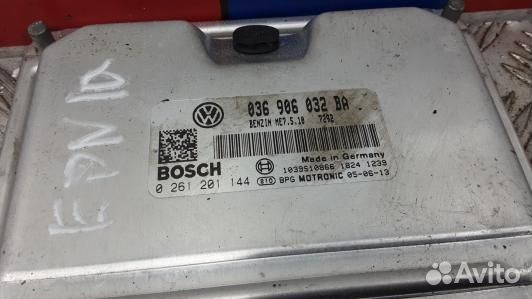 036 906 032 BA
BENZIN ME7.5.10 7292
BOSCH
Made in Germany
1039S10866 1824 1239
0 261 201 144 BPG MOTRONIC 05-06-13
Avito